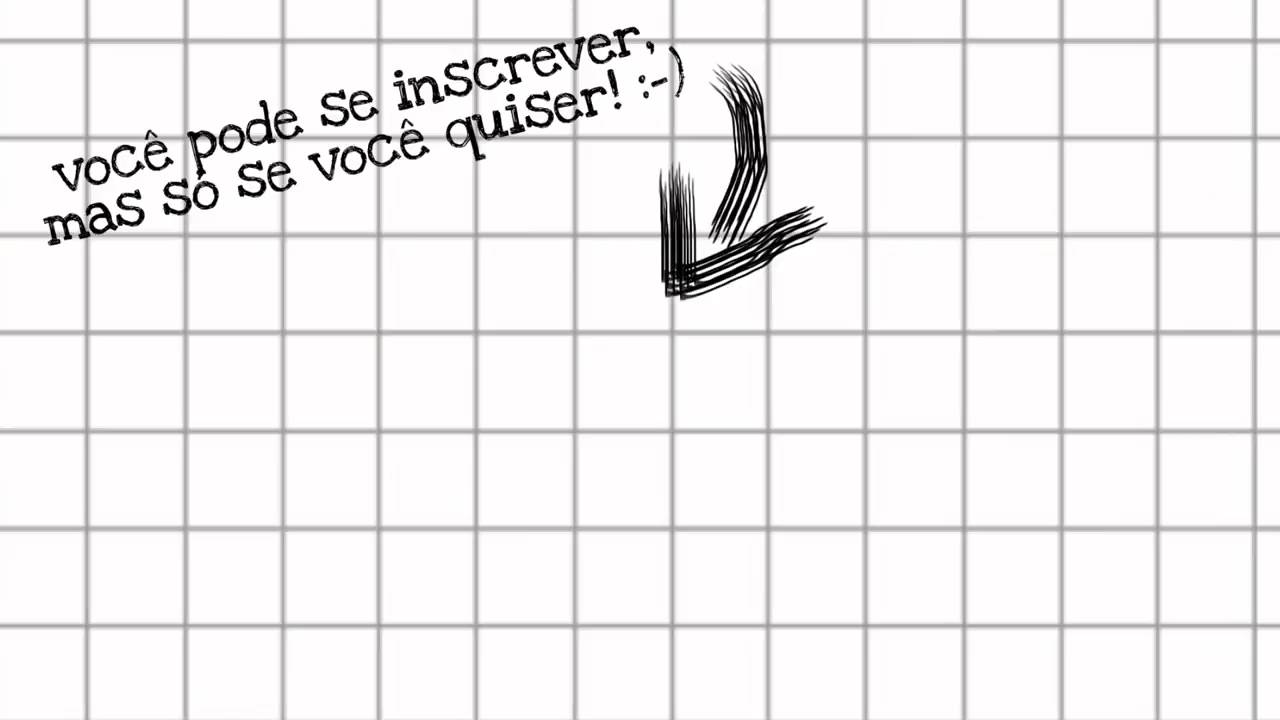 você pode se inscrever,
mas só se você quiser! :-)